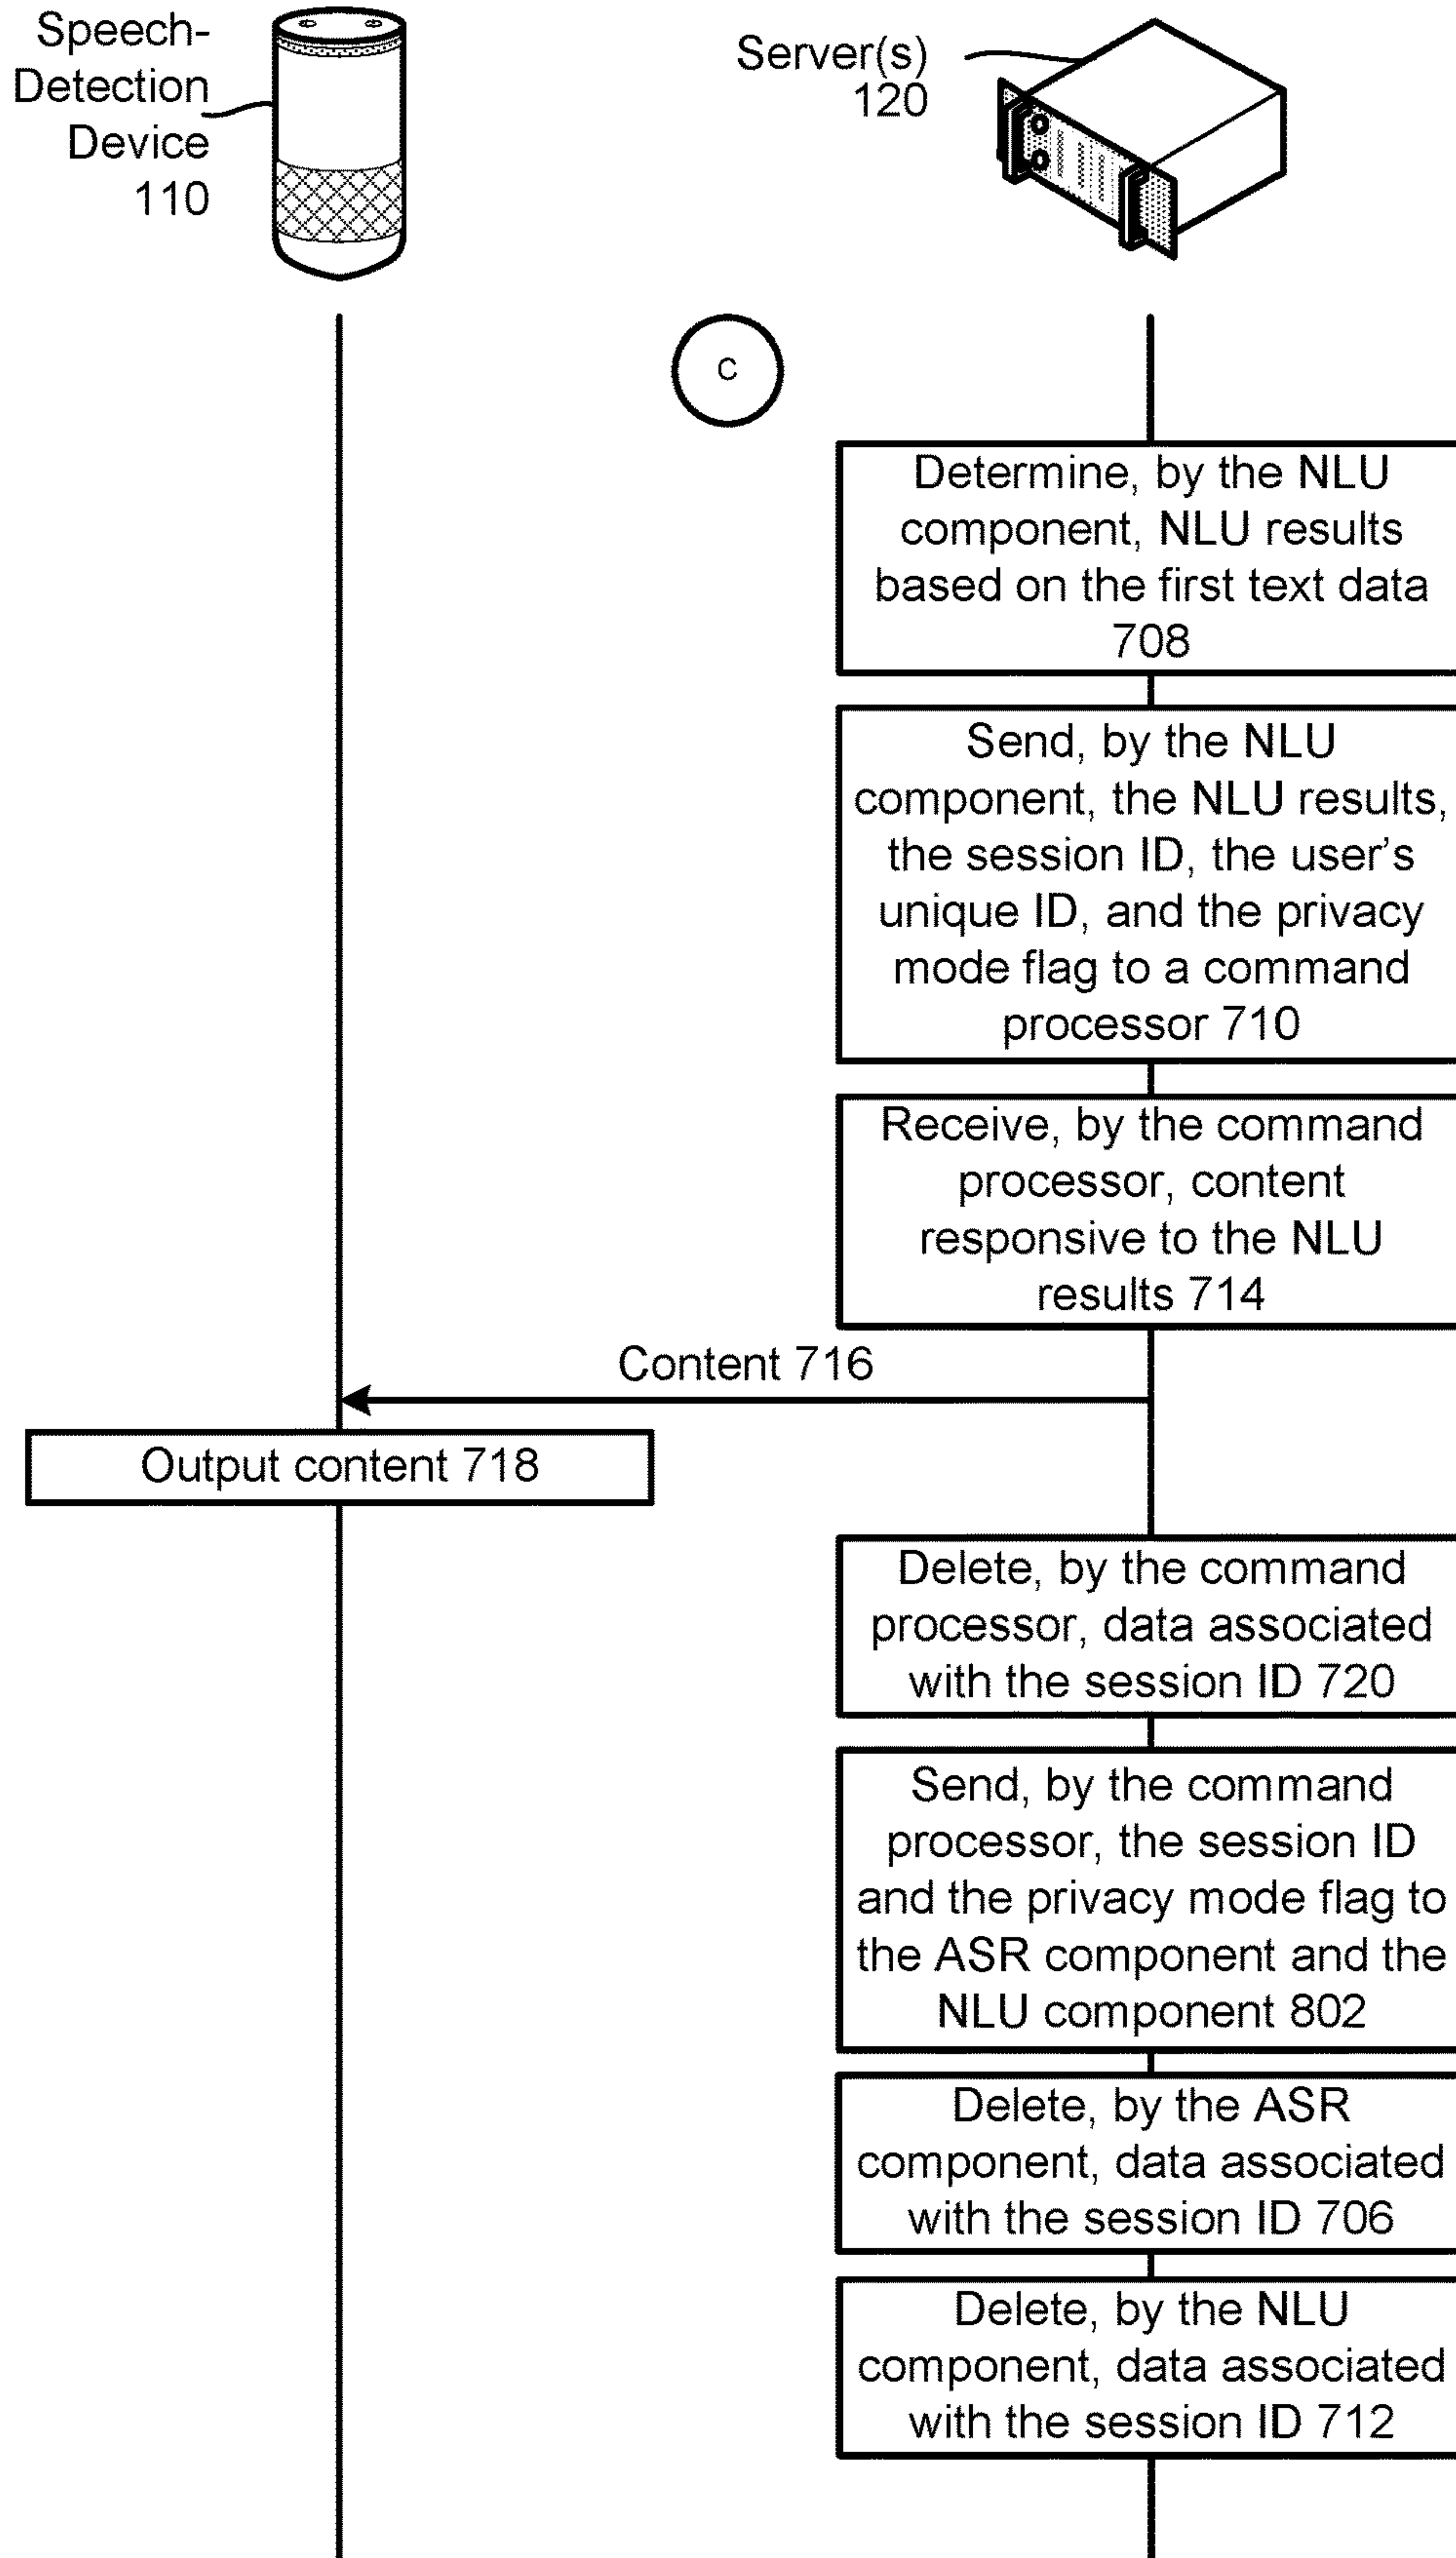 Speech-
Detection
Device
110
Server(s)
120
C
Determine, by the NLU
component, NLU results
based on the first text data
708
Send, by the NLU
component, the NLU results,
the session ID, the user's
unique ID, and the privacy
mode flag to a command
processor 710
Receive, by the command
processor, content
responsive to the NLU
results 714
Content 716
Output content 718
Delete, by the command
processor, data associated
with the session ID 720
Send, by the command
processor, the session ID
and the privacy mode flag to
the ASR component and the
NLU component 802
Delete, by the ASR
component, data associated
with the session ID 706
Delete, by the NLU
component, data associated
with the session ID 712